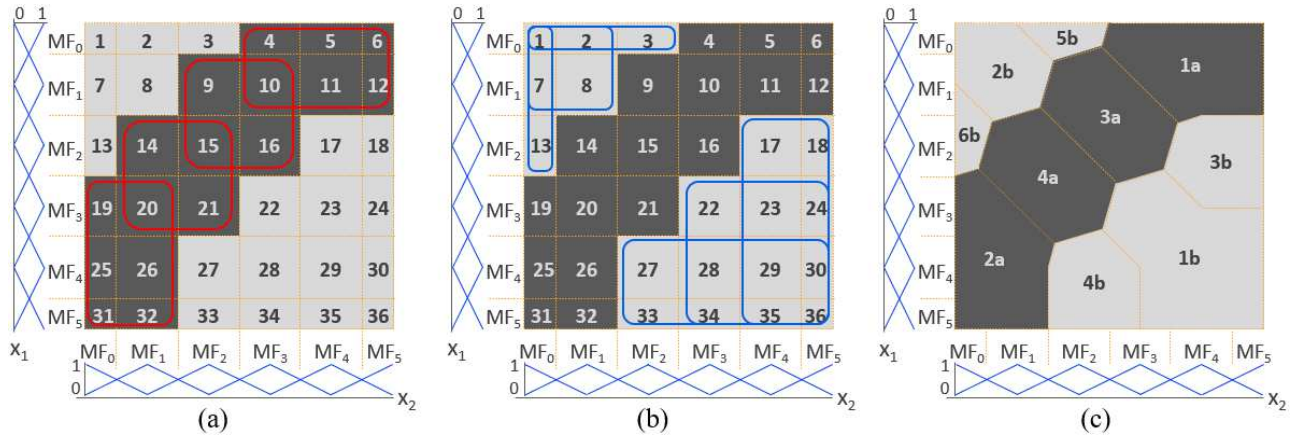 0 1
MF0 1 2 3 4 5 6
MF1 7 8 9 10 11 12
MF2 13 14 15 16 17 18
MF3 19 20 21 22 23 24
MF4 25 26 27 28 29 30
MF5 31 32 33 34 35 36
X1 MF0 MF1 MF2 MF3 MF4 MF5
1
0
X2
(a)
0 1
MF0 1 2 3 4 5 6
MF1 7 8 9 10 11 12
MF2 13 14 15 16 17 18
MF3 19 20 21 22 23 24
MF4 25 26 27 28 29 30
MF5 31 32 33 34 35 36
X1 MF0 MF1 MF2 MF3 MF4 MF5
1
0
X2
(b)
0 1
MF0 5b
2b 1a
MF1 3a
MF2 6b 3b
4a
MF3
MF4 2a 4b 1b
MF5
X1 MF0 MF1 MF2 MF3 MF4 MF5
1
0
X2
(c)